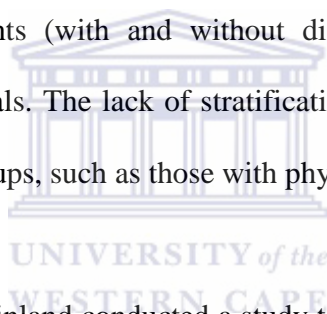 nts (with and without di
als. The lack of stratificati
ups, such as those with phy
UNIVERSITY of the
inland conducted a study t
WESTERN CAPE